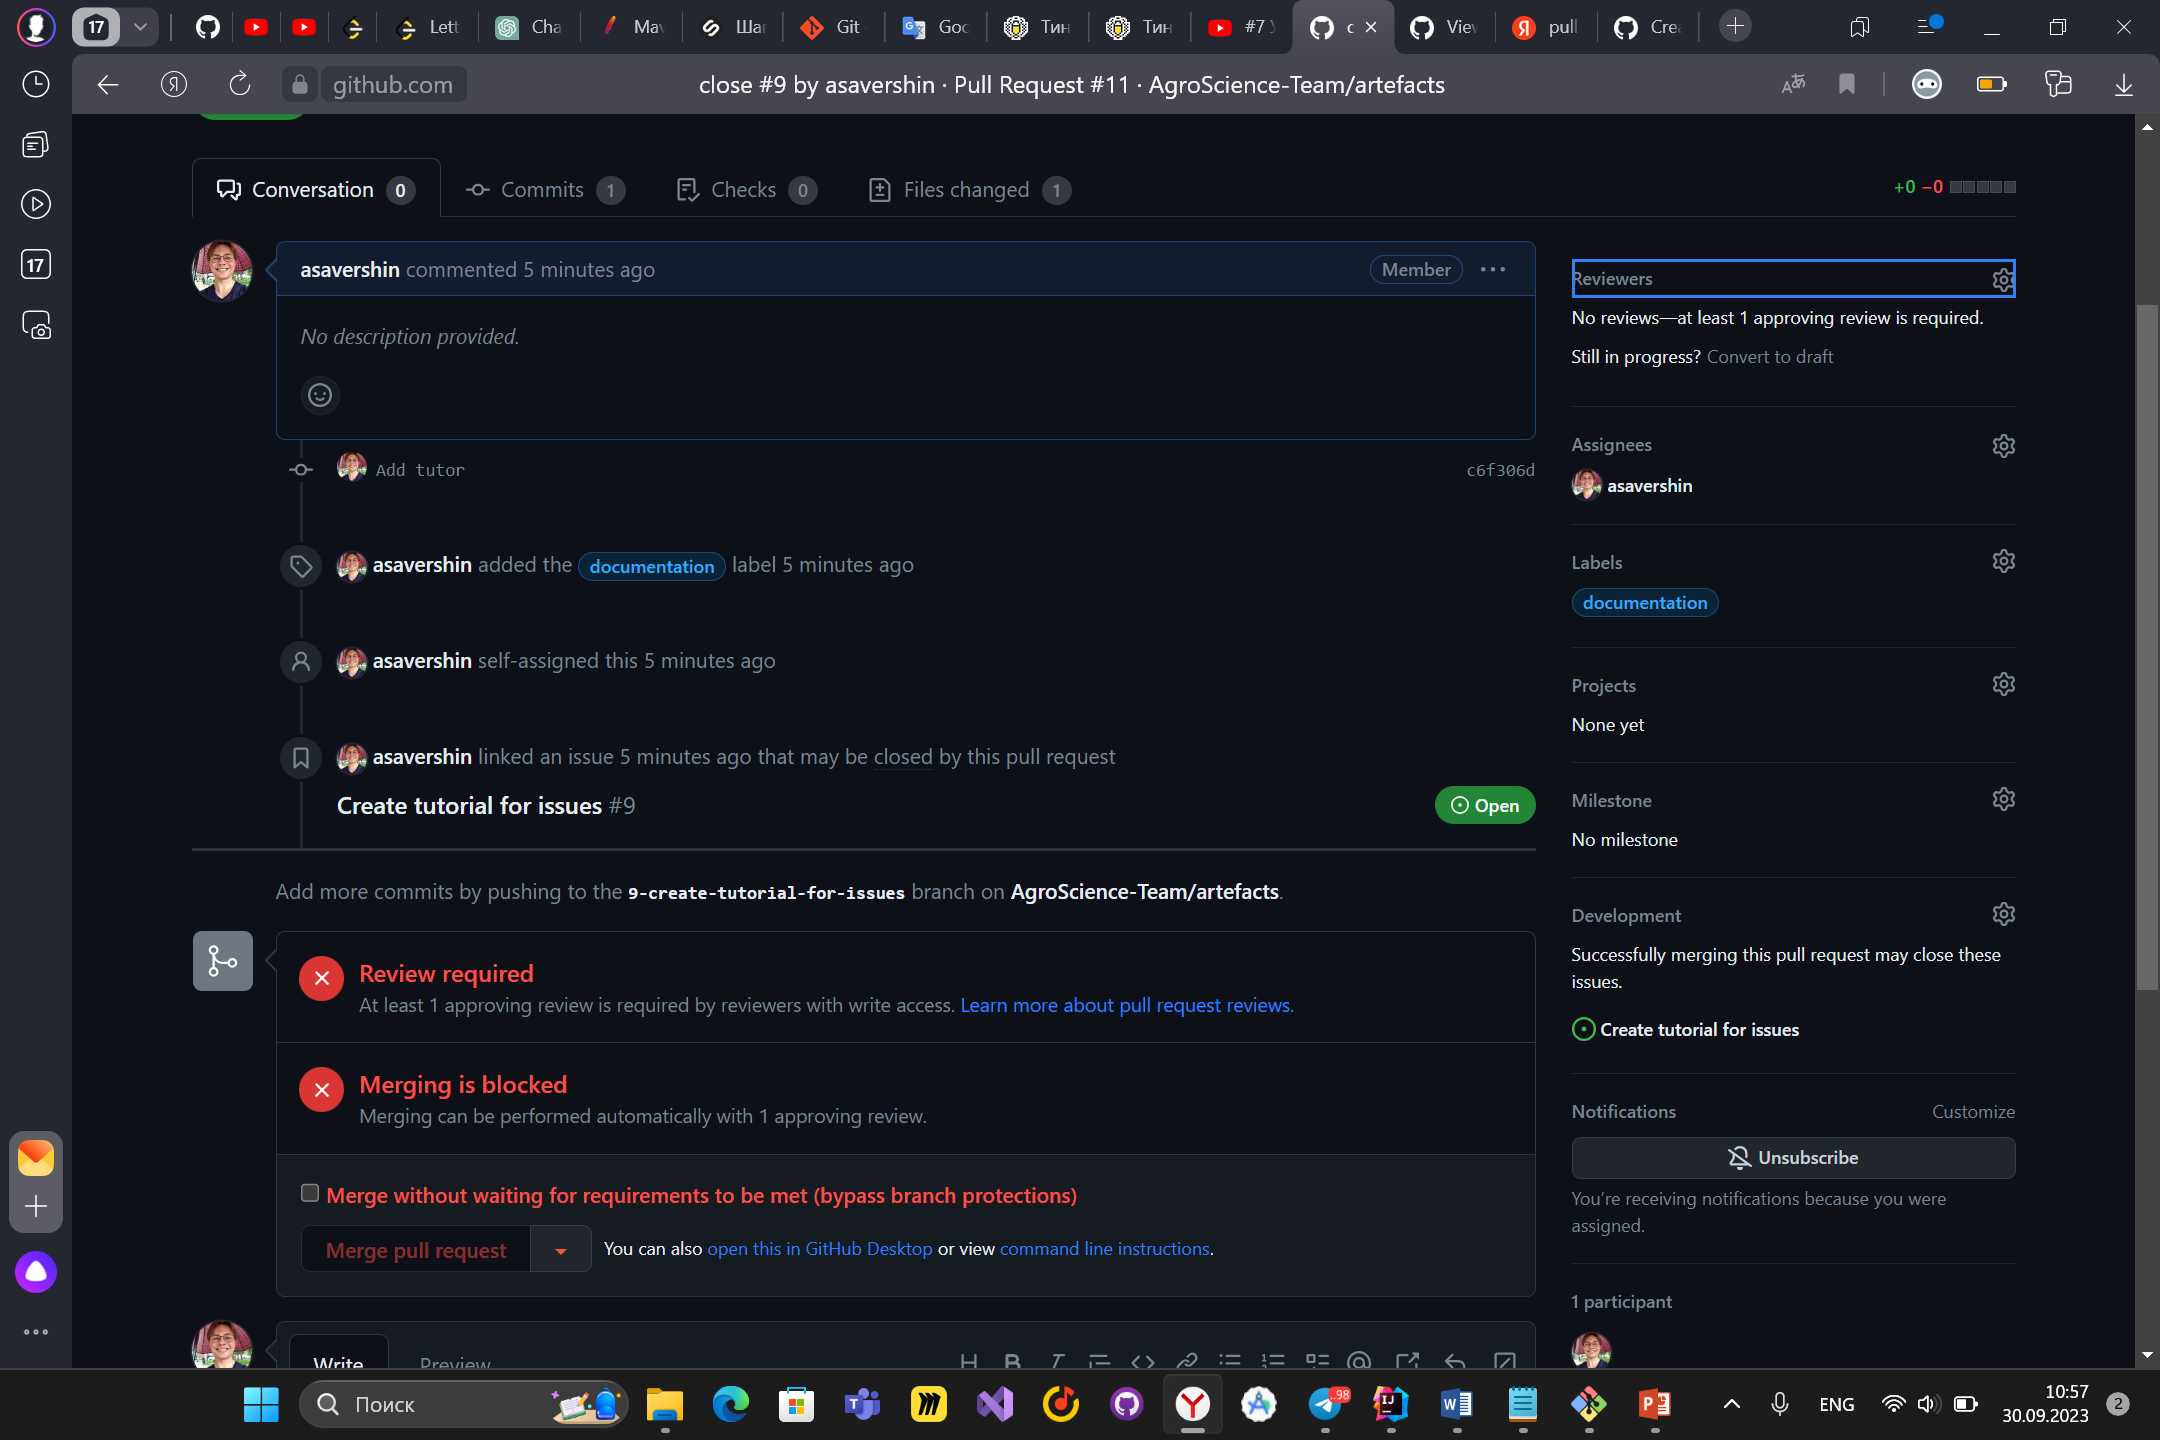 17
Lett
Cha
Mav
Шаг
Git
Goo
Тин
Тин
#7 У
c
View
pull
Crea
github.com
close #9 by asavershin · Pull Request #11 · AgroScience-Team/artefacts
17
Conversation 0
Commits 1
Checks 0
Files changed 1
+0 −0
asavershin commented 5 minutes ago
Member
No description provided.
Add tutor
c6f306d
asavershin added the documentation label 5 minutes ago
asavershin self-assigned this 5 minutes ago
asavershin linked an issue 5 minutes ago that may be closed by this pull request
Create tutorial for issues #9
Open
Add more commits by pushing to the 9-create-tutorial-for-issues branch on AgroScience-Team/artefacts.
Review required
At least 1 approving review is required by reviewers with write access. Learn more about pull request reviews.
Merging is blocked
Merging can be performed automatically with 1 approving review.
Merge without waiting for requirements to be met (bypass branch protections)
Merge pull request
You can also open this in GitHub Desktop or view command line instructions.
Write
Preview
Reviewers
No reviews—at least 1 approving review is required.
Still in progress? Convert to draft
Assignees
asavershin
Labels
documentation
Projects
None yet
Milestone
No milestone
Development
Successfully merging this pull request may close these
issues.
Create tutorial for issues
Notifications
Customize
Unsubscribe
You’re receiving notifications because you were
assigned.
1 participant
Поиск
..98
ENG
10:57
30.09.2023
2